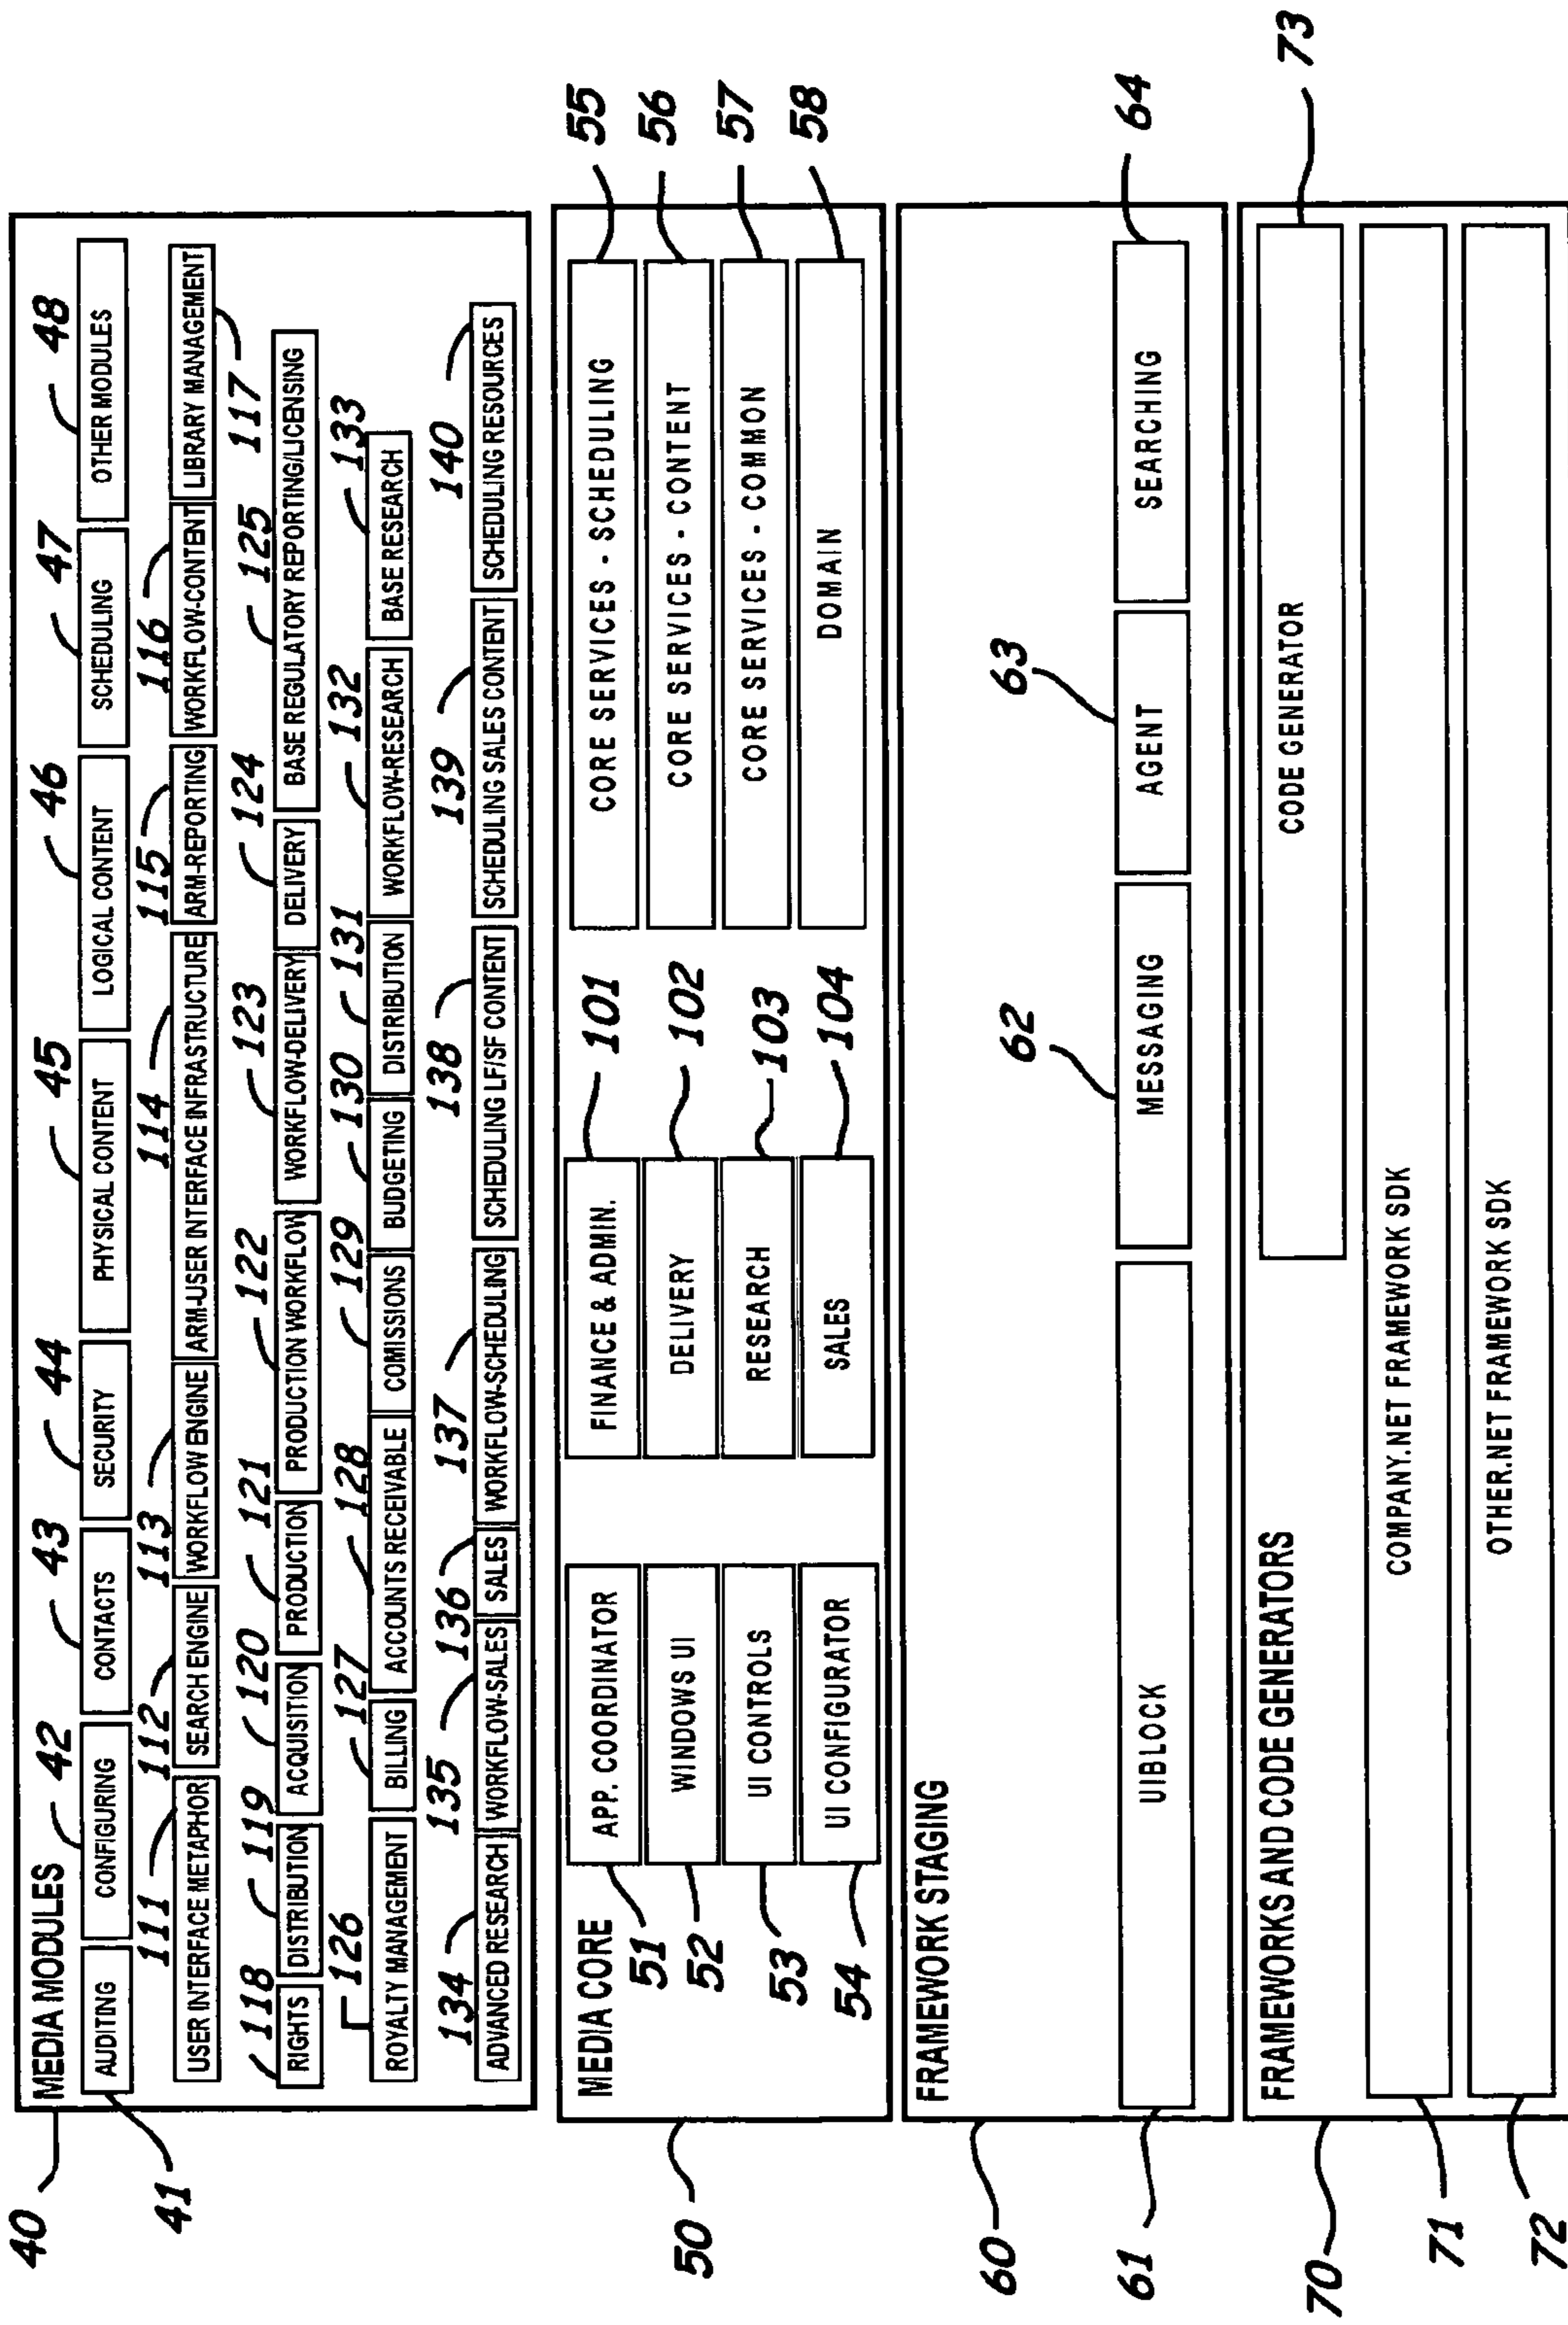 40
MEDIA MODULES
42 43 44 45 46 47 48
AUDITING CONFIGURING CONTACTS SECURITY PHYSICAL CONTENT LOGICAL CONTENT SCHEDULING OTHER MODULES
41 111 112 113 114 115 116
USER INTERFACE METAPHOR SEARCH ENGINE WORKFLOW ENGINE ARM-USER INTERFACE INFRASTRUCTURE ARM-REPORTING WORKFLOW-CONTENT LIBRARY MANAGEMENT
118 119 120 121 122 123 124 125 117
RIGHTS DISTRIBUTION ACQUISITION PRODUCTION PRODUCTION WORKFLOW WORKFLOW-DELIVERY DELIVERY BASE REGULATORY REPORTING/LICENSING
126 127 128 129 130 131 132 133
ROYALTY MANAGEMENT BILLING ACCOUNTS RECEIVABLE COMISSIONS BUDGETING DISTRIBUTION WORKFLOW-RESEARCH BASE RESEARCH
134 135 136 137 138 139 140
ADVANCED RESEARCH WORKFLOW-SALES SALES WORKFLOW-SCHEDULING SCHEDULING LF/SF CONTENT SCHEDULING SALES CONTENT SCHEDULING RESOURCES
50
MEDIA CORE
51 APP. COORDINATOR FINANCE & ADMIN. 101 CORE SERVICES - SCHEDULING 55
52 WINDOWS UI DELIVERY 102 CORE SERVICES - CONTENT 56
53 UI CONTROLS RESEARCH 103 CORE SERVICES - COMMON 57
54 UI CONFIGURATOR SALES 104 DOMAIN 58
60
FRAMEWORK STAGING
62 63 64
61 UIBLOCK MESSAGING AGENT SEARCHING
70
FRAMEWORKS AND CODE GENERATORS
CODE GENERATOR 73
71 COMPANY.NET FRAMEWORK SDK
72 OTHER.NET FRAMEWORK SDK